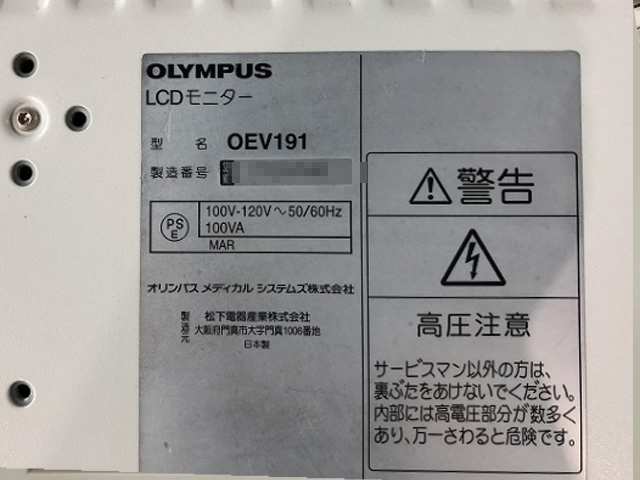 OLYMPUS
LCDモニター
型 名 OEV191
製造番号
PS
E
100V-120V～50/60Hz
100VA
MAR
オリンパス メディカル システムズ株式会社
製造元
松下電器産業株式会社
大阪府門真市大字門真1006番地
日本製
警告
高圧注意
サービスマン以外の方は、
裏ぶたをあけないでください。
内部には高電圧部分が数多く
あり、万一さわると危険です。